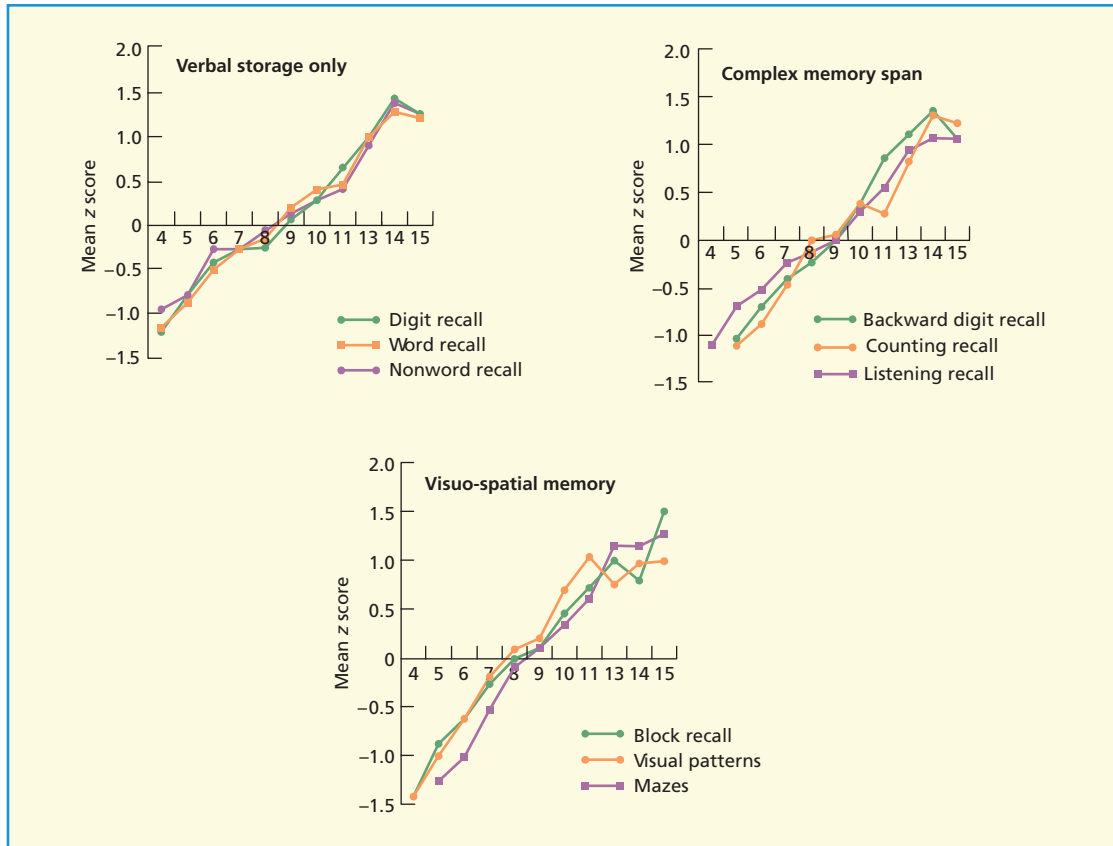 Verbal storage only
2.0
1.5
1.0
0.5
0
−0.5
−1.0
−1.5
Mean z score
4 5 6 7 8 9 10 11 13 14 15
Digit recall
Word recall
Nonword recall
Complex memory span
2.0
1.5
1.0
0.5
0
−0.5
−1.0
−1.5
Mean z score
4 5 6 7 8 9 10 11 13 14 15
Backward digit recall
Counting recall
Listening recall
Visuo-spatial memory
2.0
1.5
1.0
0.5
0
−0.5
−1.0
−1.5
Mean z score
4 5 6 7 8 9 10 11 13 14 15
Block recall
Visual patterns
Mazes